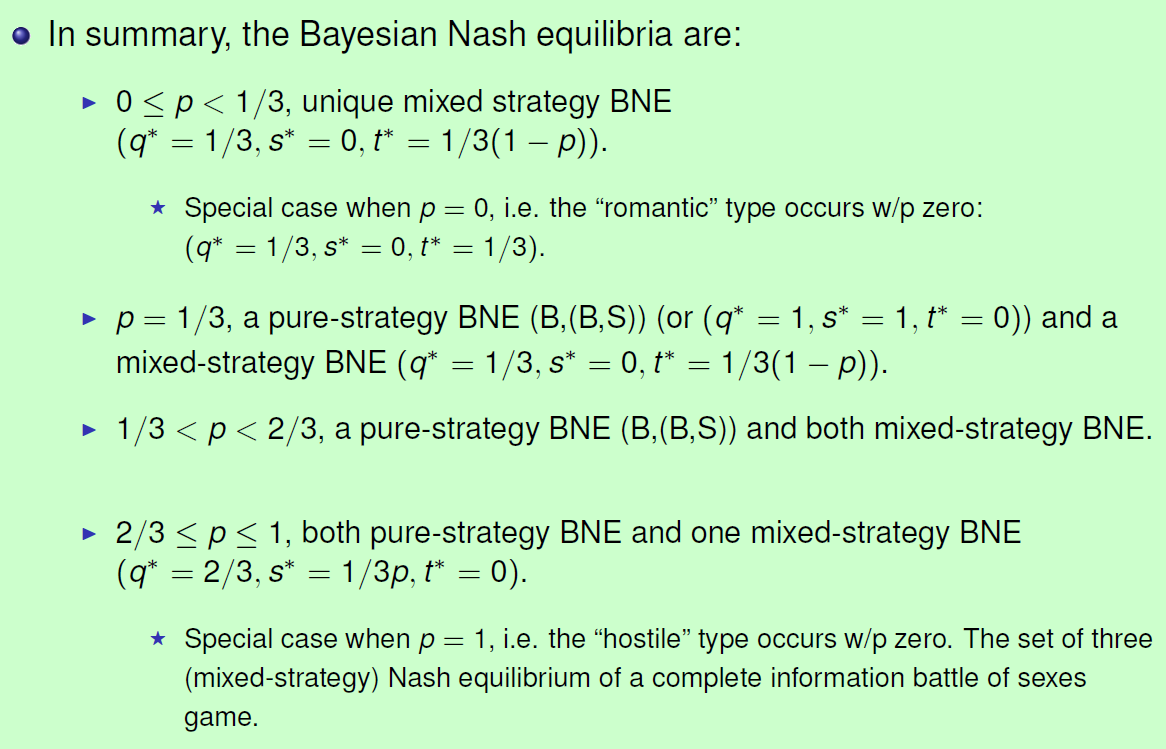 In summary, the Bayesian Nash equilibria are:
0 ≤ p < 1/3, unique mixed strategy BNE
(q* = 1/3, s* = 0, t* = 1/3(1 − p)).
Special case when p = 0, i.e. the “romantic” type occurs w/p zero:
(q* = 1/3, s* = 0, t* = 1/3).
p = 1/3, a pure-strategy BNE (B,(B,S)) (or (q* = 1, s* = 1, t* = 0)) and a
mixed-strategy BNE (q* = 1/3, s* = 0, t* = 1/3(1 − p)).
1/3 < p < 2/3, a pure-strategy BNE (B,(B,S)) and both mixed-strategy BNE.
2/3 ≤ p ≤ 1, both pure-strategy BNE and one mixed-strategy BNE
(q* = 2/3, s* = 1/3p, t* = 0).
Special case when p = 1, i.e. the “hostile” type occurs w/p zero. The set of three
(mixed-strategy) Nash equilibrium of a complete information battle of sexes
game.